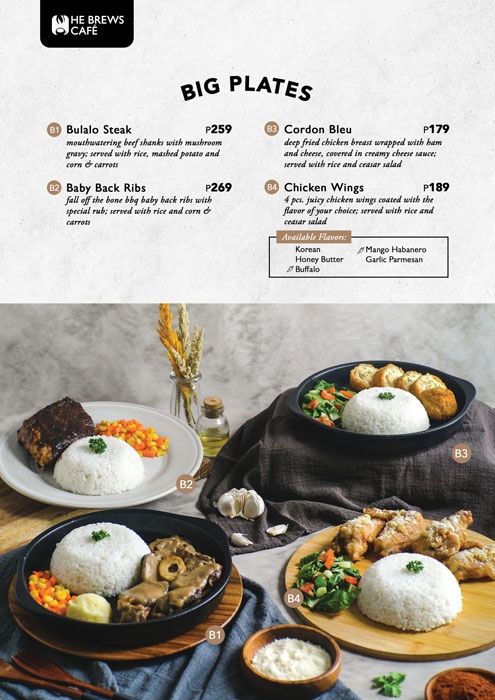 HE BREWS
CAFÉ
BIG PLATES
B1 Bulalo Steak P259
mouthwatering beef shanks with mushroom
gravy; served with rice, mashed potato and
corn & carrots
B2 Baby Back Ribs P269
fall off the bone bbq baby back ribs with
special rub; served with rice and corn &
carrots
B3 Cordon Bleu P179
deep fried chicken breast wrapped with ham
and cheese, covered in creamy cheese sauce;
served with rice and ceasar salad
B4 Chicken Wings P189
4 pcs. juicy chicken wings coated with the
flavor of your choice; served with rice and
ceasar salad
Available Flavors:
Korean
Honey Butter
Buffalo
Mango Habanero
Garlic Parmesan
B2
B3
B4
B1